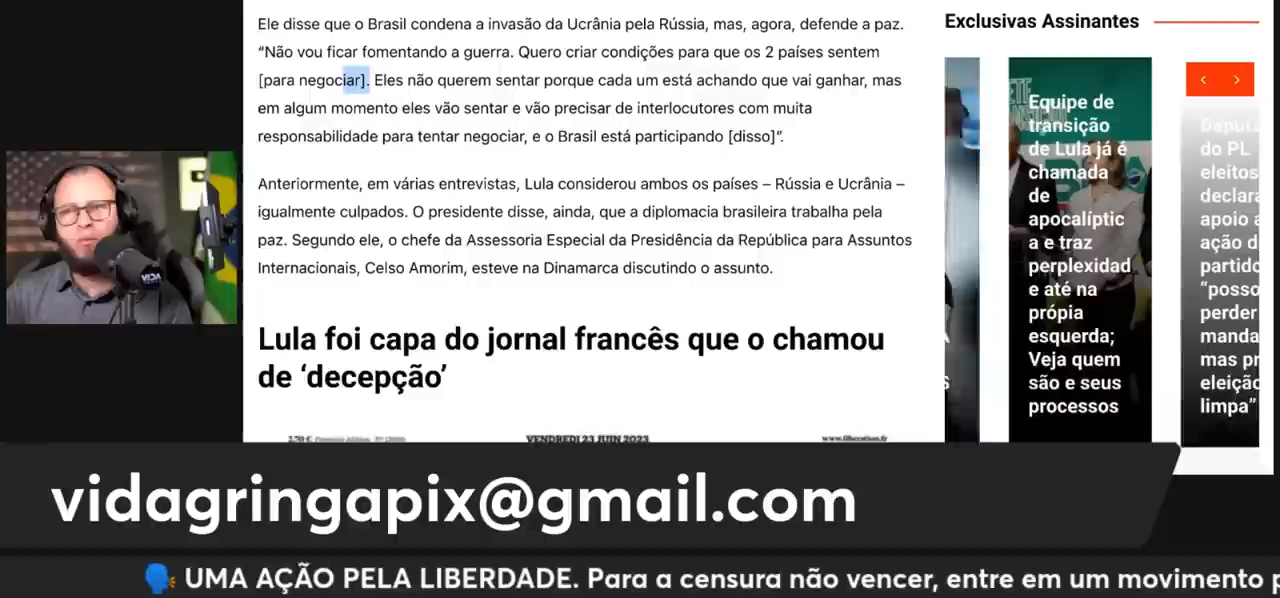 Ele disse que o Brasil condena a invasão da Ucrânia pela Rússia, mas, agora, defende a paz.
“Não vou ficar fomentando a guerra. Quero criar condições para que os 2 países sentem
[para negociar]. Eles não querem sentar porque cada um está achando que vai ganhar, mas
em algum momento eles vão sentar e vão precisar de interlocutores com muita
responsabilidade para tentar negociar, e o Brasil está participando [disso]”.
Anteriormente, em várias entrevistas, Lula considerou ambos os países – Rússia e Ucrânia –
igualmente culpados. O presidente disse, ainda, que a diplomacia brasileira trabalha pela
paz. Segundo ele, o chefe da Assessoria Especial da Presidência da República para Assuntos
Internacionais, Celso Amorim, esteve na Dinamarca discutindo o assunto.
Lula foi capa do jornal francês que o chamou
de ‘decepção’
VENDREDI 23 JUIN 2023
www.liberation.fr
Exclusivas Assinantes
Equipe de
transição
de Lula já é
chamada
de
apocalíptic
a e traz
perplexidad
e até na
própia
esquerda;
Veja quem
são e seus
processos
do PL
eleitos
declara
apoio a
ação d
partido
“posso
perder
manda
mas pr
eleição
limpa”
VIDA
vidagringapix@gmail.com
UMA AÇÃO PELA LIBERDADE. Para a censura não vencer, entre em um movimento p